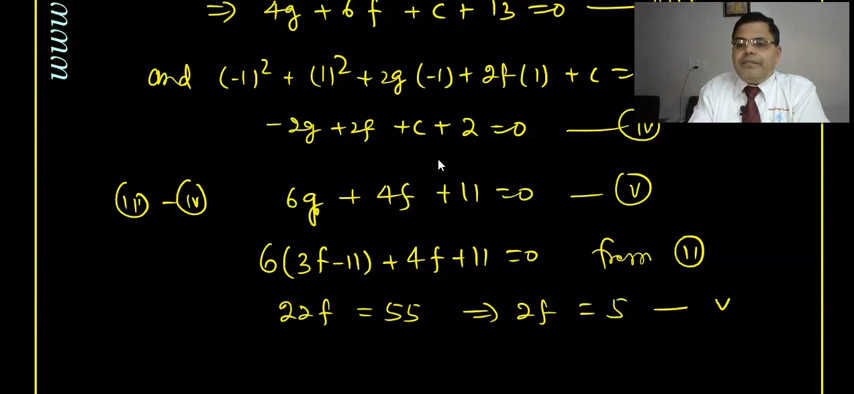 www
⇒ 4g + 6f + c + 13 = 0 —
and (-1)² + (1)² + 2g(-1) + 2f(1) + c =
-2g + 2f + c + 2 = 0 — (iv)
(iii) - (iv) 6g + 4f + 11 = 0 — (v)
6(3f-11) + 4f + 11 = 0 from (ii)
22f = 55 ⇒ 2f = 5 — v